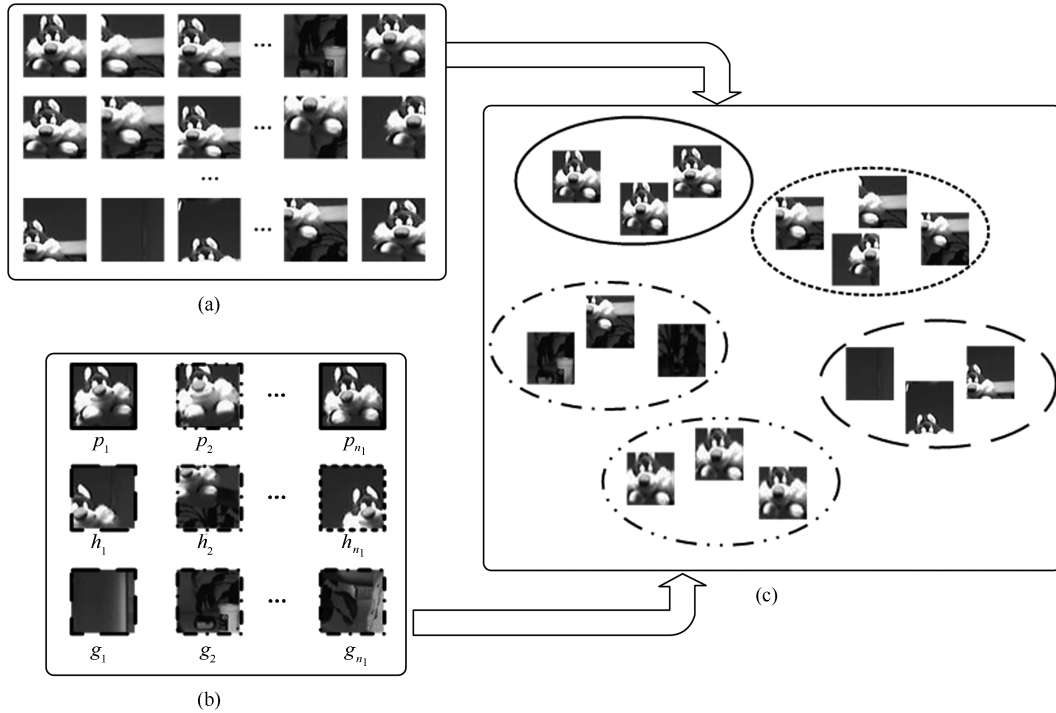 ...
...
...
...
...
(a)
p₁ p₂ pₙ₁
...
h₁ h₂ hₙ₁
...
g₁ g₂ gₙ₁
(b)
(c)